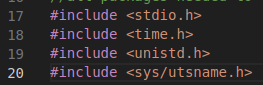 17 #include <stdio.h>
18 #include <time.h>
19 #include <unistd.h>
20 #include <sys/utsname.h>